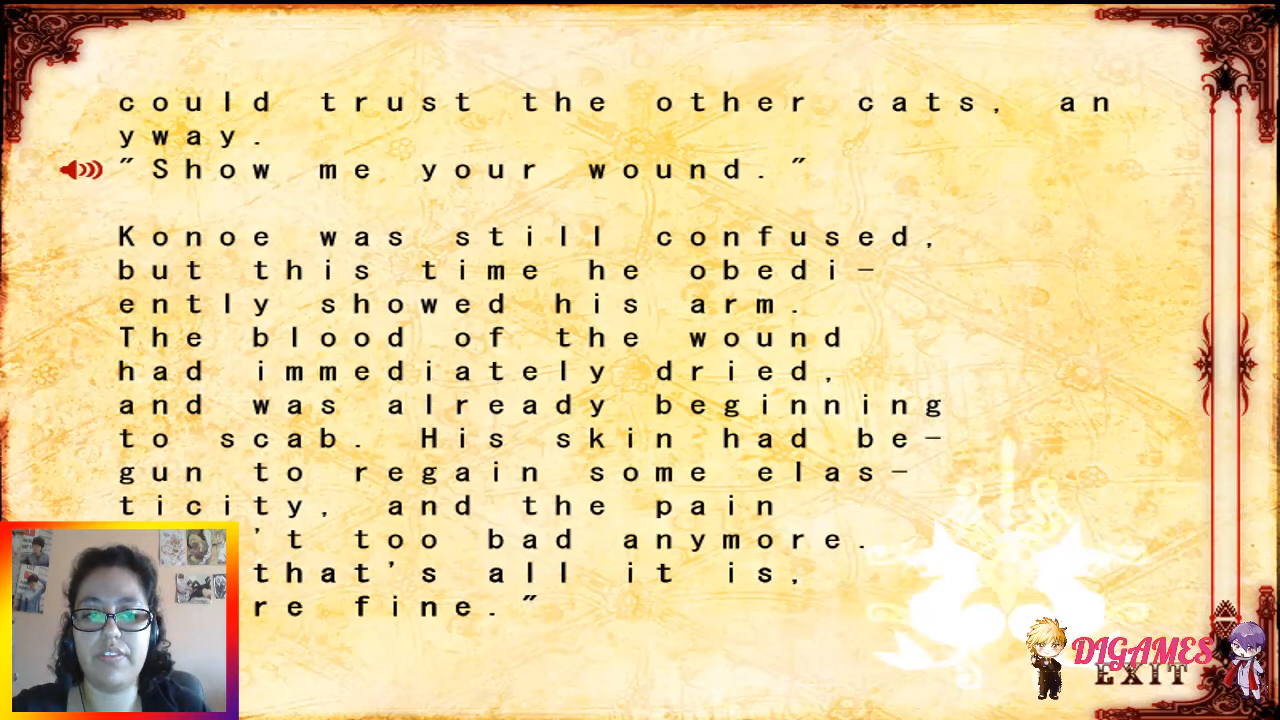 could trust the other cats, an
yway.
"Show me your wound."
Konoe was still confused,
but this time he obedi-
ently showed his arm.
The blood of the wound
had immediately dried,
and was already beginning
to scab. His skin had be-
gun to regain some elas-
ticity, and the pain
't too bad anymore.
that's all it is,
re fine."
DIGAMES
EXIT